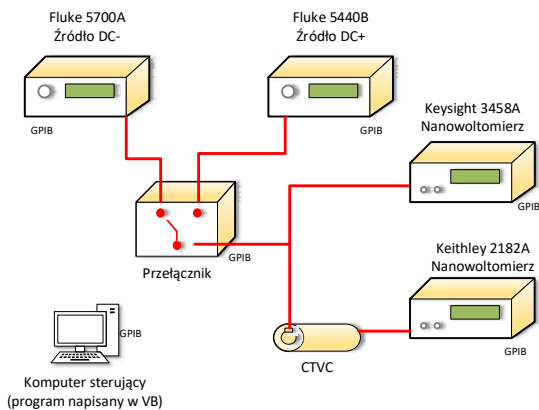 Fluke 5700A
Źródło DC-
GPIB
Fluke 5440B
Źródło DC+
GPIB
Keysight 3458A
Nanowoltomierz
GPIB
Przełącznik
GPIB
Keithley 2182A
Nanowoltomierz
GPIB
CTVC
GPIB
Komputer sterujący
(program napisany w VB)